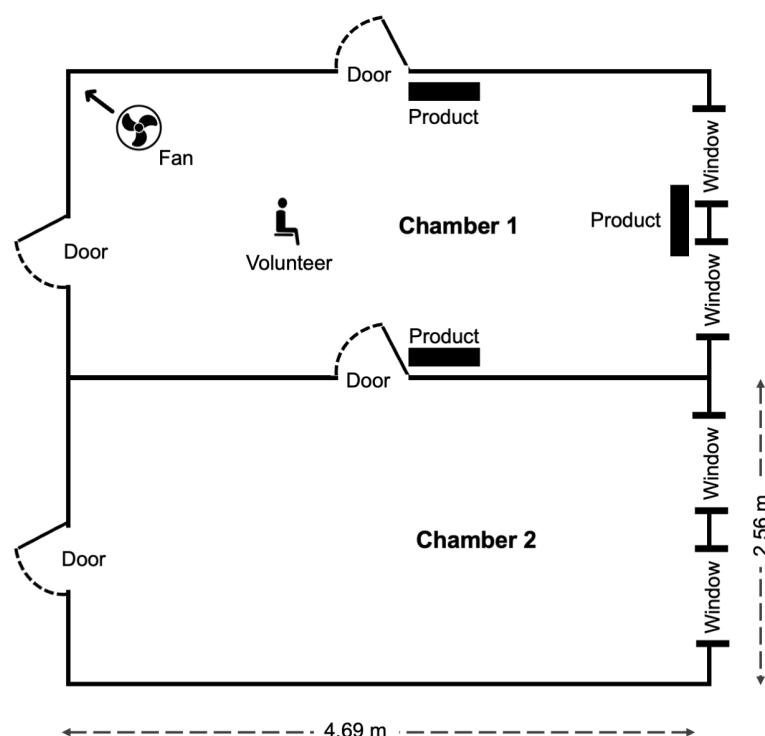 Door
Product
Fan
Window
Door
Volunteer
Chamber 1
Product
Window
Product
Door
Window
Chamber 2
Door
Window
2.56 m
4.69 m